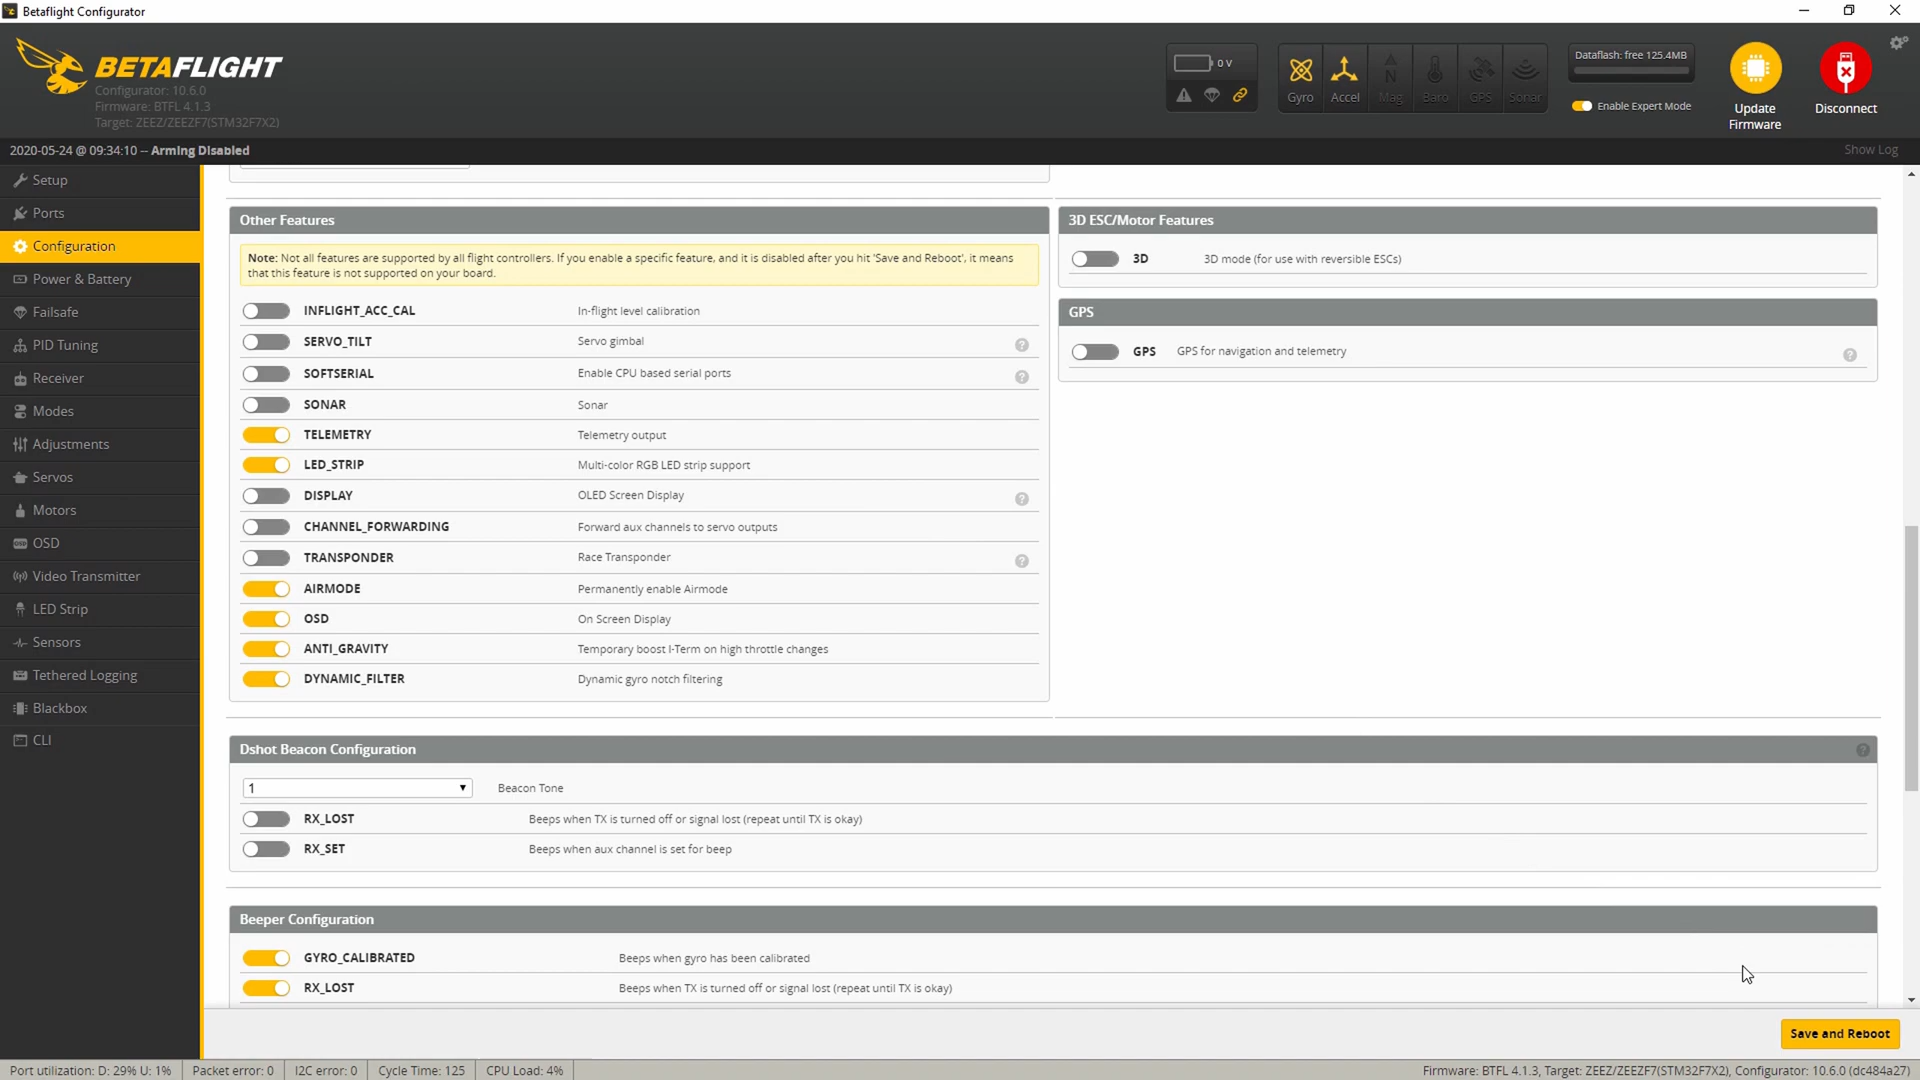 Betaflight Configurator
BETAFLIGHT
Configurator: 10.6.0
Firmware: BTFL 4.1.3
Target: ZEEZ/ZEEZF7(STM32F7X2)
0 V
Gyro
Accel
Mag
Baro
GPS
Sonar
Dataflash: free 125.4MB
Enable Expert Mode
Update
Firmware
Disconnect
2020-05-24 @ 09:34:10 -- Arming Disabled
Show Log
Setup
Ports
Configuration
Power & Battery
Failsafe
PID Tuning
Receiver
Modes
Adjustments
Servos
Motors
OSD
Video Transmitter
LED Strip
Sensors
Tethered Logging
Blackbox
CLI
Other Features
Note: Not all features are supported by all flight controllers. If you enable a specific feature, and it is disabled after you hit 'Save and Reboot', it means
that this feature is not supported on your board.
INFLIGHT_ACC_CAL In-flight level calibration
SERVO_TILT Servo gimbal ?
SOFTSERIAL Enable CPU based serial ports ?
SONAR Sonar
TELEMETRY Telemetry output
LED_STRIP Multi-color RGB LED strip support
DISPLAY OLED Screen Display ?
CHANNEL_FORWARDING Forward aux channels to servo outputs
TRANSPONDER Race Transponder ?
AIRMODE Permanently enable Airmode
OSD On Screen Display
ANTI_GRAVITY Temporary boost I-Term on high throttle changes
DYNAMIC_FILTER Dynamic gyro notch filtering
3D ESC/Motor Features
3D 3D mode (for use with reversible ESCs)
GPS
GPS GPS for navigation and telemetry ?
Dshot Beacon Configuration ?
1 Beacon Tone
RX_LOST Beeps when TX is turned off or signal lost (repeat until TX is okay)
RX_SET Beeps when aux channel is set for beep
Beeper Configuration
GYRO_CALIBRATED Beeps when gyro has been calibrated
RX_LOST Beeps when TX is turned off or signal lost (repeat until TX is okay)
Save and Reboot
Port utilization: D: 29% U: 1% Packet error: 0 I2C error: 0 Cycle Time: 125 CPU Load: 4% Firmware: BTFL 4.1.3, Target: ZEEZ/ZEEZF7(STM32F7X2), Configurator: 10.6.0 (dc484a27)